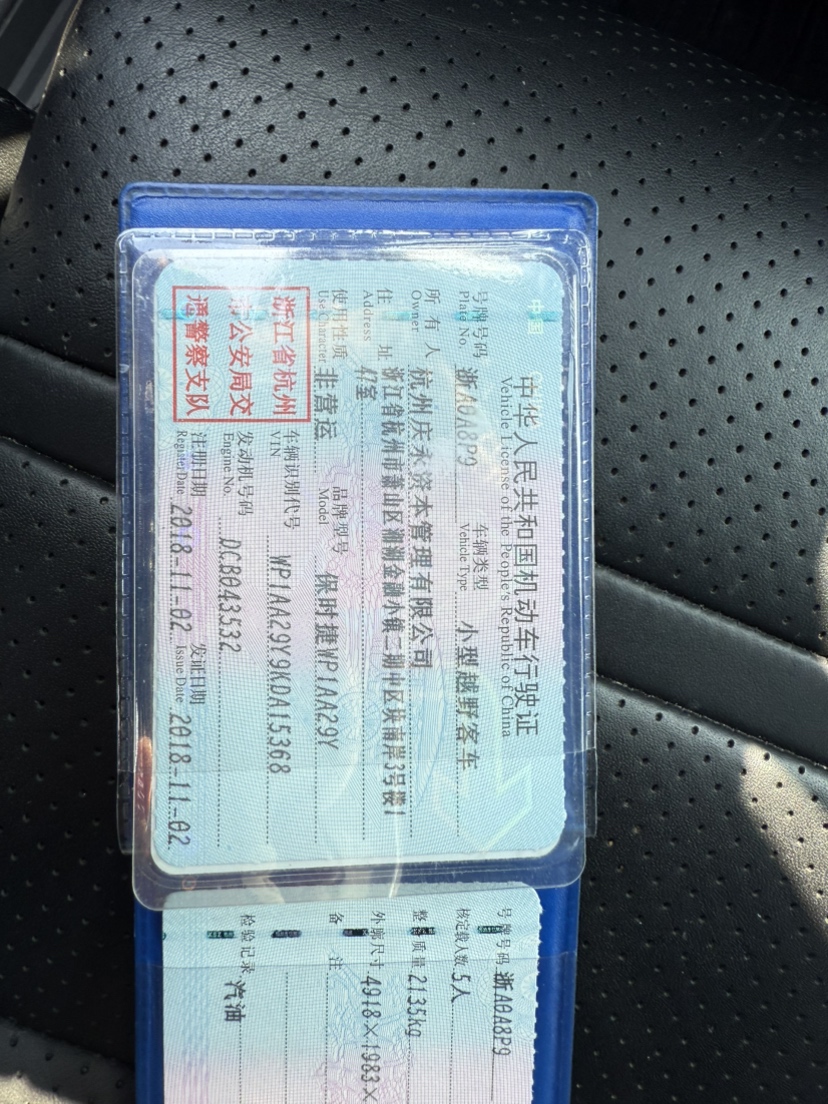 中华人民共和国机动车行驶证
Vehicle License of the People's Republic of China
号牌号码 浙A0A8P9 车辆类型 小型越野客车
Plate No. Vehicle Type
所有人 杭州庆永资本管理有限公司
Owner
住址 浙江省杭州市萧山区湘湖金融小镇二期中区块南岸3号楼1
Address 47室
使用性质 非营运 品牌型号 保时捷WP1AA29Y
Use Character Model
浙江省杭州
市公安局交
通警察支队
车辆识别代号 WP1AA29Y9KDA15368
VIN
发动机号码 DCB043532
Engine No.
注册日期 2018-11-02 发证日期 2018-11-02
Register Date Issue Date
号牌号码 浙A0A8P9
核定载人数 5人
整备质量 2135kg
外廓尺寸 4918×1983×
备注
检验记录 汽油